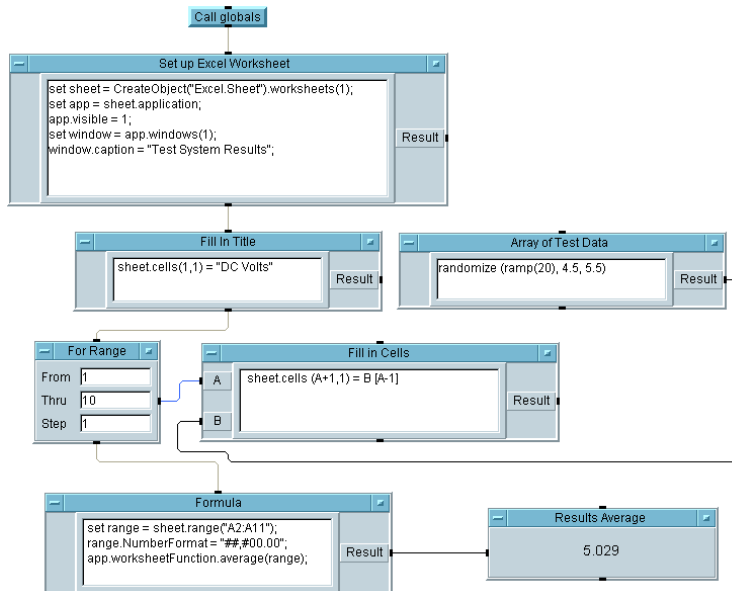 Call globals
Set up Excel Worksheet
set sheet = CreateObject("Excel.Sheet").worksheets(1);
set app = sheet.application;
app.visible = 1;
set window = app.windows(1);
window.caption = "Test System Results";
Result
Fill In Title
sheet.cells(1,1) = "DC Volts"
Result
Array of Test Data
randomize (ramp(20), 4.5, 5.5)
Result
For Range
From 1
Thru 10
Step 1
Fill in Cells
A
B
sheet.cells (A+1,1) = B [A-1]
Result
Formula
set range = sheet.range("A2:A11");
range.NumberFormat = "##,#00.00";
app.worksheetFunction.average(range);
Result
Results Average
5.029